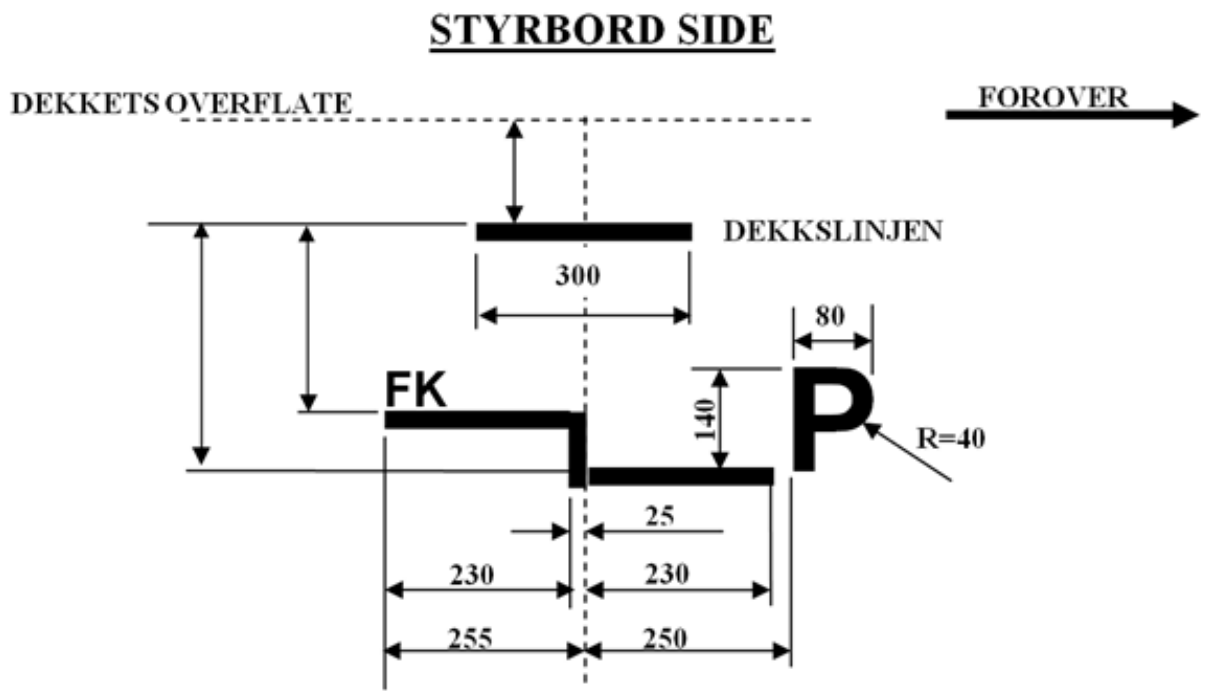 STYRBORD SIDE
DEKKETS OVERFLATE
FOROVER
DEKKSLINJEN
300
80
FK
140
P
R=40
25
230
230
255
250